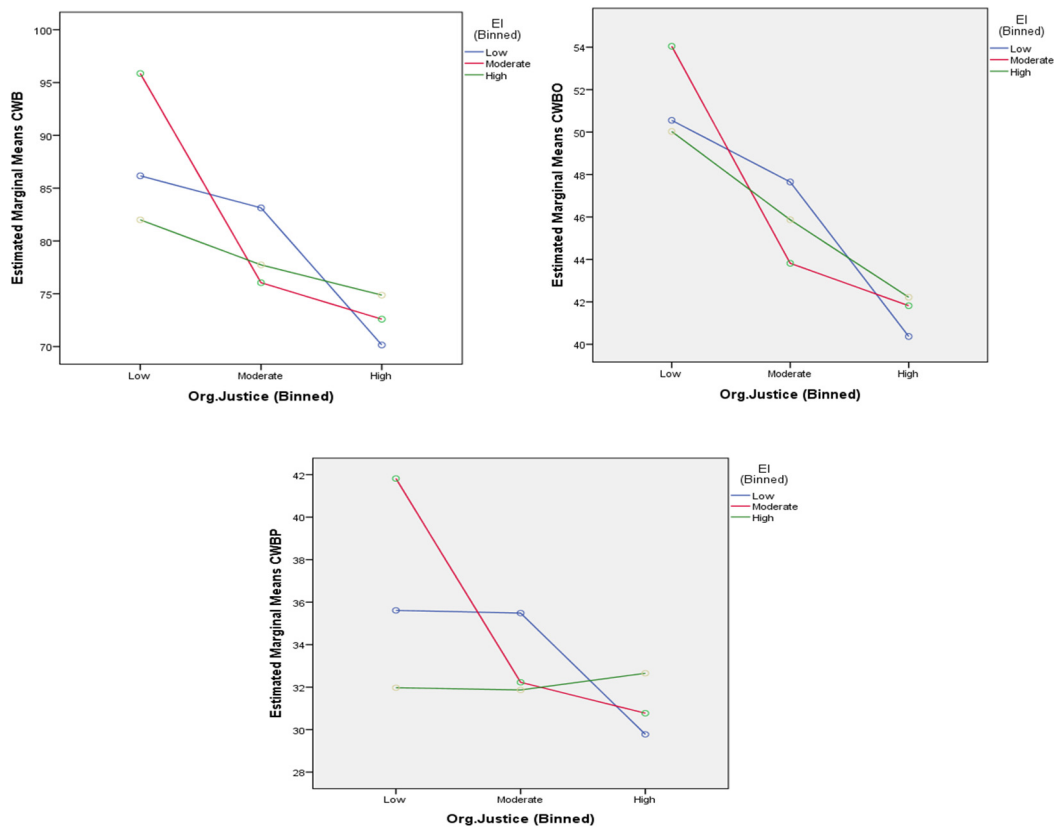 EI
(Binned)
Low
Moderate
High
Estimated Marginal Means CWB
100
95
90
85
80
75
70
Low
Moderate
High
Org.Justice (Binned)
EI
(Binned)
Low
Moderate
High
Estimated Marginal Means CWBO
54
52
50
48
46
44
42
40
Low
Moderate
High
Org.Justice (Binned)
EI
(Binned)
Low
Moderate
High
Estimated Marginal Means CWBP
42
40
38
36
34
32
30
28
Low
Moderate
High
Org.Justice (Binned)